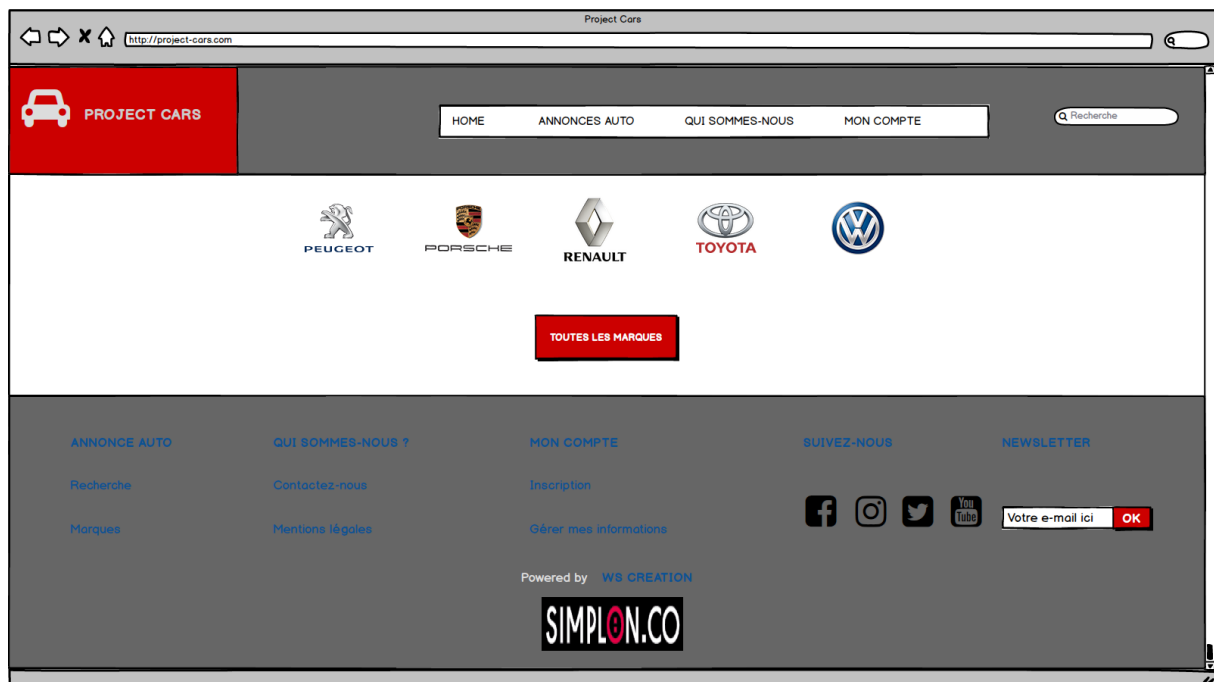 Project Cars
http://project-cars.com
PROJECT CARS
HOME ANNONCES AUTO QUI SOMMES-NOUS MON COMPTE
Recherche
PEUGEOT PORSCHE RENAULT TOYOTA
TOUTES LES MARQUES
ANNONCE AUTO QUI SOMMES-NOUS ? MON COMPTE SUIVEZ-NOUS NEWSLETTER
Recherche Contactez-nous Inscription
You
Tube
Votre e-mail ici OK
Marques Mentions légales Gérer mes informations
Powered by WS CREATION
SIMPLON.CO